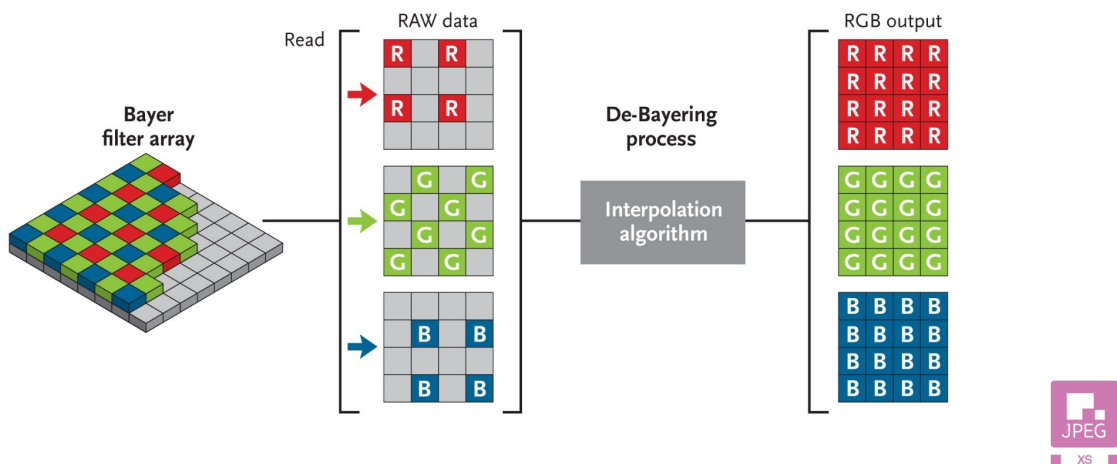 Bayer
filter array
Read
RAW data
R R
R R
G G
G G
G G
G G
B B
B B
De-Bayering
process
Interpolation
algorithm
RGB output
R R R R
R R R R
R R R R
R R R R
G G G G
G G G G
G G G G
G G G G
B B B B
B B B B
B B B B
B B B B
JPEG
XS